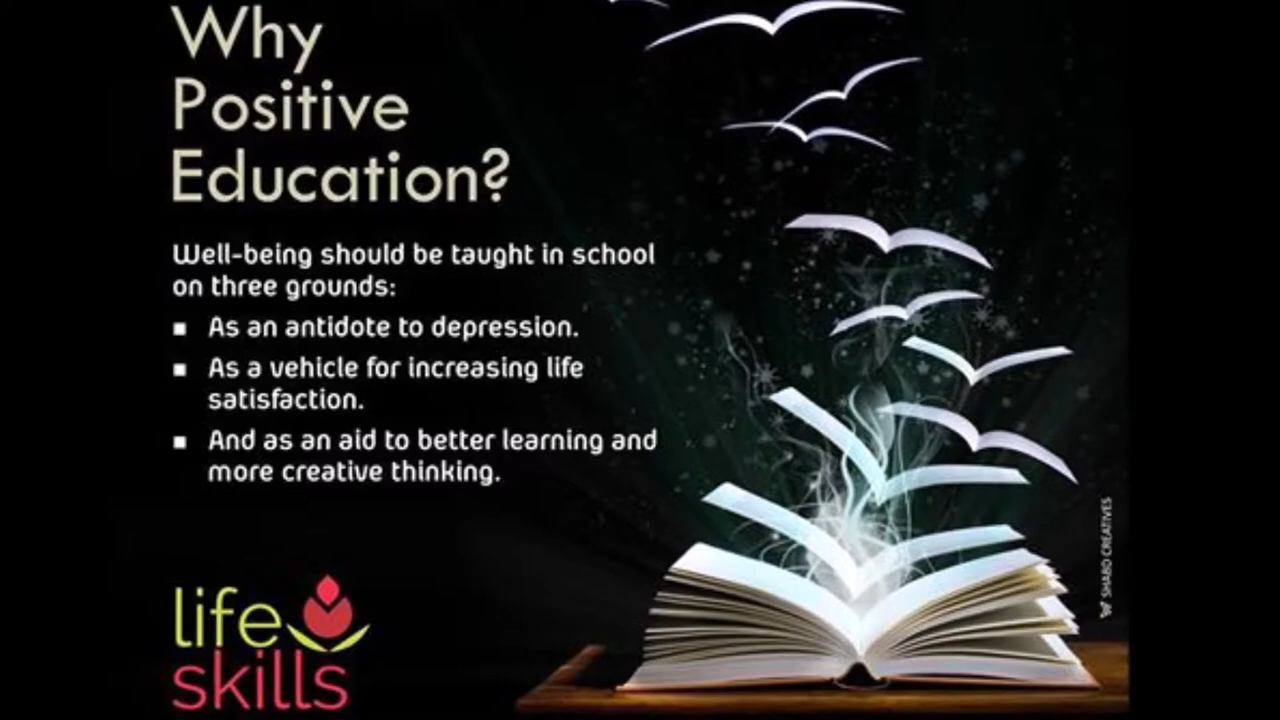 Why
Positive
Education?
Well-being should be taught in school
on three grounds:
▪ As an antidote to depression.
▪ As a vehicle for increasing life
satisfaction.
▪ And as an aid to better learning and
more creative thinking.
life
skills
SHABD CREATIVES